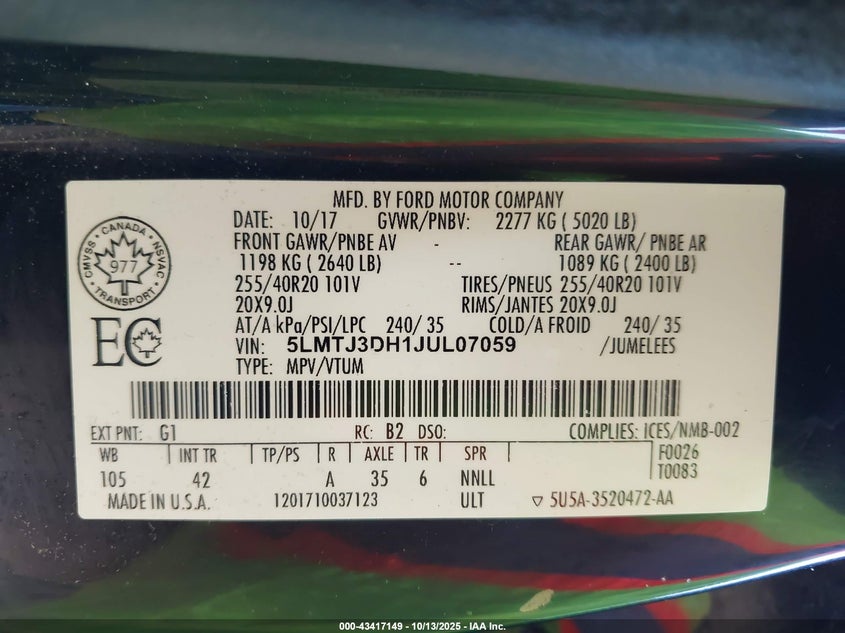 MFD. BY FORD MOTOR COMPANY
DATE: 10/17 GVWR/PNBV: 2277 KG ( 5020 LB)
FRONT GAWR/PNBE AV - REAR GAWR/ PNBE AR
1198 KG ( 2640 LB) -- 1089 KG ( 2400 LB)
255/40R20 101V TIRES/PNEUS 255/40R20 101V
20X9.0J RIMS/JANTES 20X9.0J
AT/A kPa/PSI/LPC 240/ 35 COLD/A FROID 240/ 35
VIN: 5LMTJ3DH1JUL07059 /JUMELEES
TYPE: MPV/VTUM
CANADA
CMVSS
NSVAC
977
TRANSPORT
EC
EXT PNT: G1 RC: B2 DSO: COMPLIES: ICES/NMB-002
WB INT TR TP/PS R AXLE TR SPR F0026
105 42 A 35 6 NNLL T0083
MADE IN U.S.A. 1201710037123 ULT ▽ 5U5A-3520472-AA
000-43417149 - 10/13/2025 - IAA Inc.